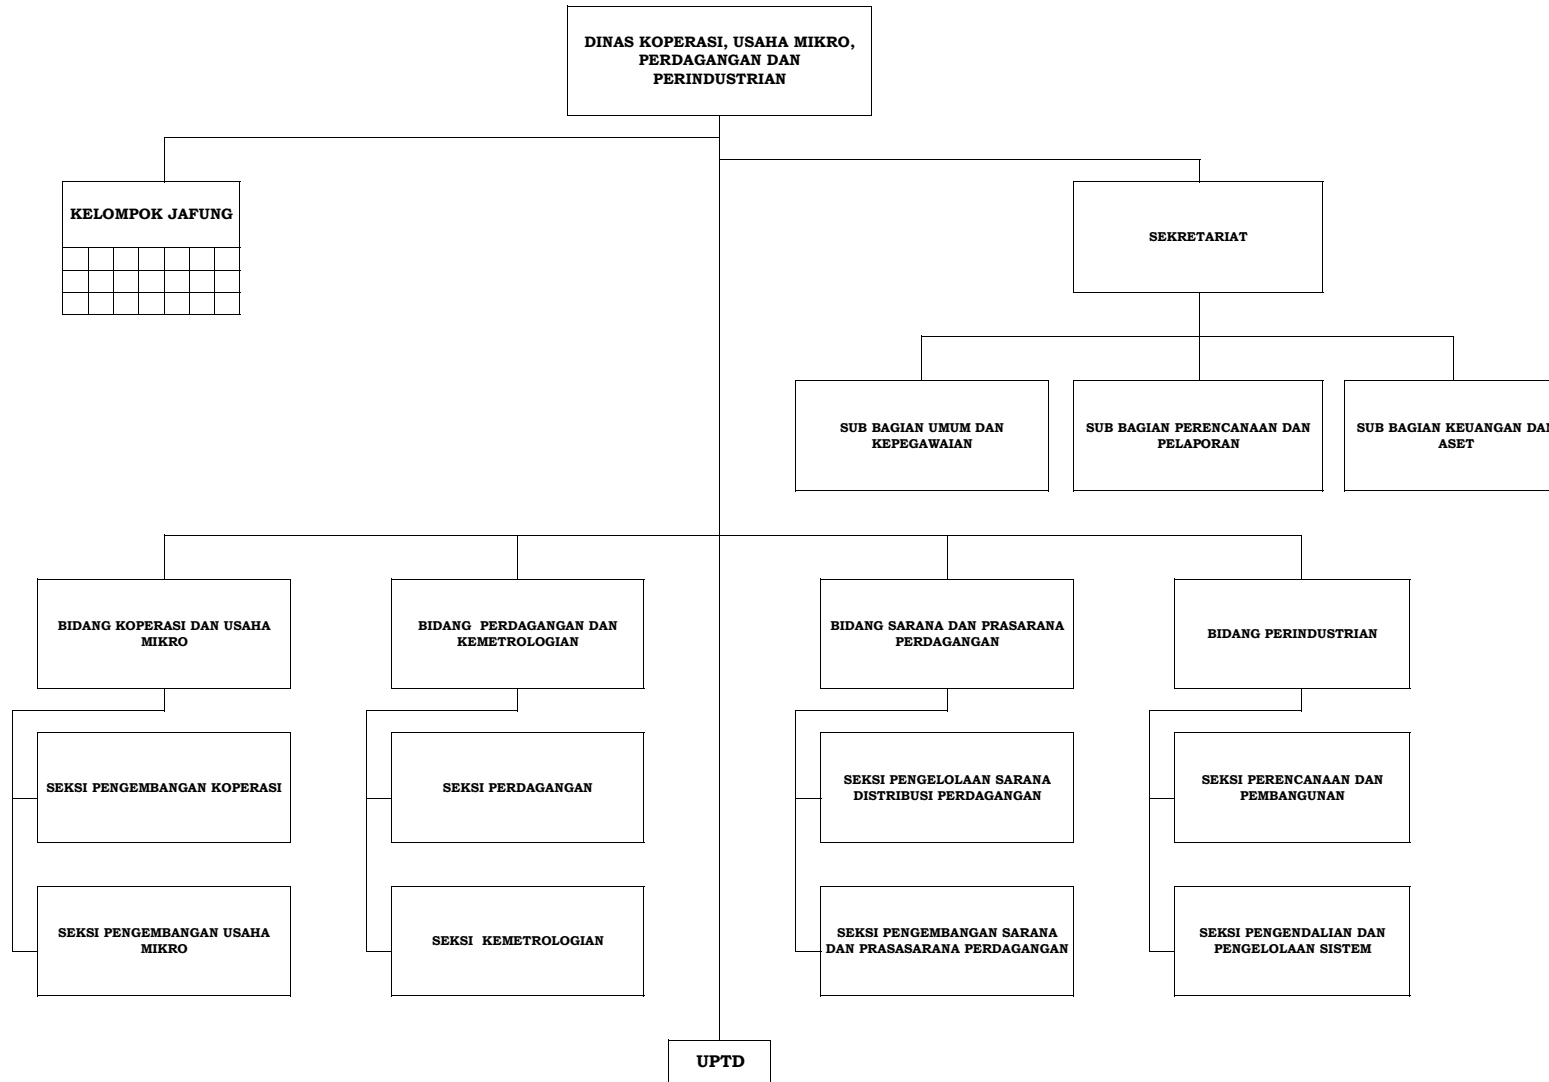 DINAS KOPERASI, USAHA MIKRO,
PERDAGANGAN DAN
PERINDUSTRIAN
KELOMPOK JAFUNG
SEKRETARIAT
SUB BAGIAN UMUM DAN
KEPEGAWAIAN
SUB BAGIAN PERENCANAAN DAN
PELAPORAN
SUB BAGIAN KEUANGAN DAN
ASET
BIDANG KOPERASI DAN USAHA
MIKRO
BIDANG PERDAGANGAN DAN
KEMETROLOGIAN
BIDANG SARANA DAN PRASARANA
PERDAGANGAN
BIDANG PERINDUSTRIAN
SEKSI PENGEMBANGAN KOPERASI
SEKSI PERDAGANGAN
SEKSI PENGELOLAAN SARANA
DISTRIBUSI PERDAGANGAN
SEKSI PERENCANAAN DAN
PEMBANGUNAN
SEKSI PENGEMBANGAN USAHA
MIKRO
SEKSI KEMETROLOGIAN
SEKSI PENGEMBANGAN SARANA
DAN PRASASARANA PERDAGANGAN
SEKSI PENGENDALIAN DAN
PENGELOLAAN SISTEM
UPTD